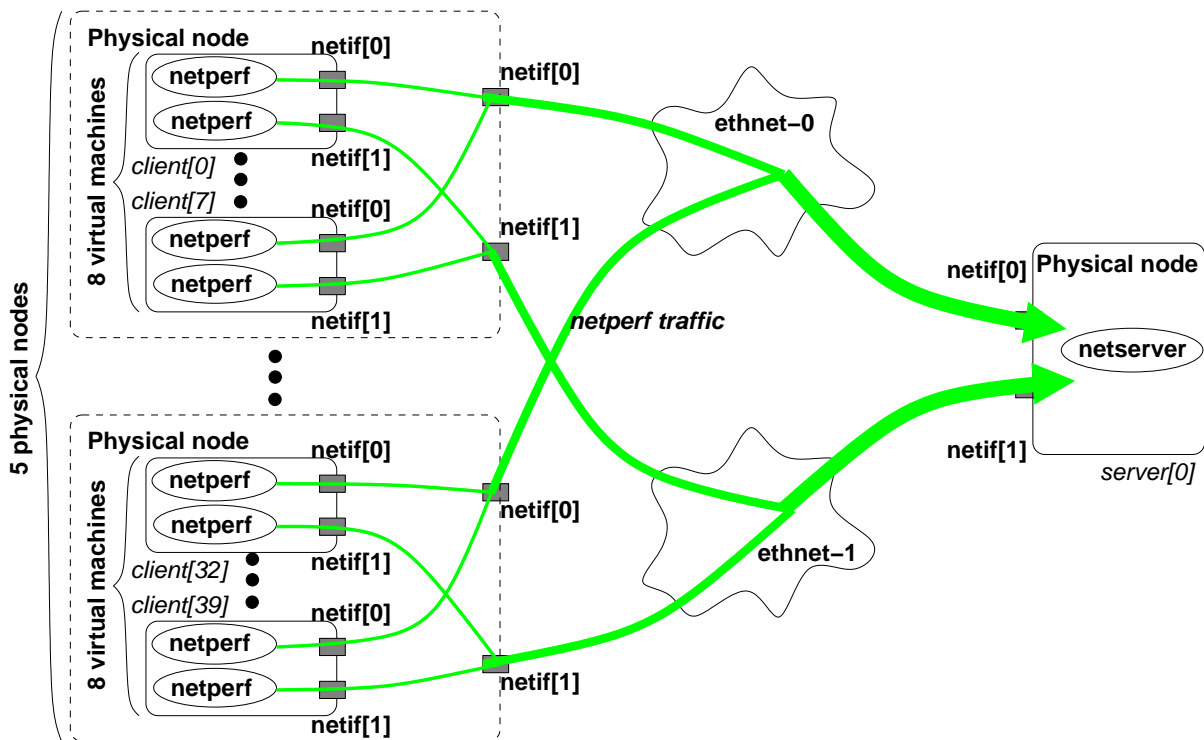 5 physical nodes
Physical node
8 virtual machines
netif[0]
netperf
netperf
netif[1]
client[0]
client[7]
netif[0]
netperf
netperf
netif[1]
netif[0]
netif[1]
Physical node
8 virtual machines
netif[0]
netperf
netperf
netif[1]
client[32]
client[39]
netif[0]
netperf
netperf
netif[1]
netif[0]
netif[1]
netperf traffic
ethnet−0
ethnet−1
netif[0]
Physical node
netserver
netif[1]
server[0]